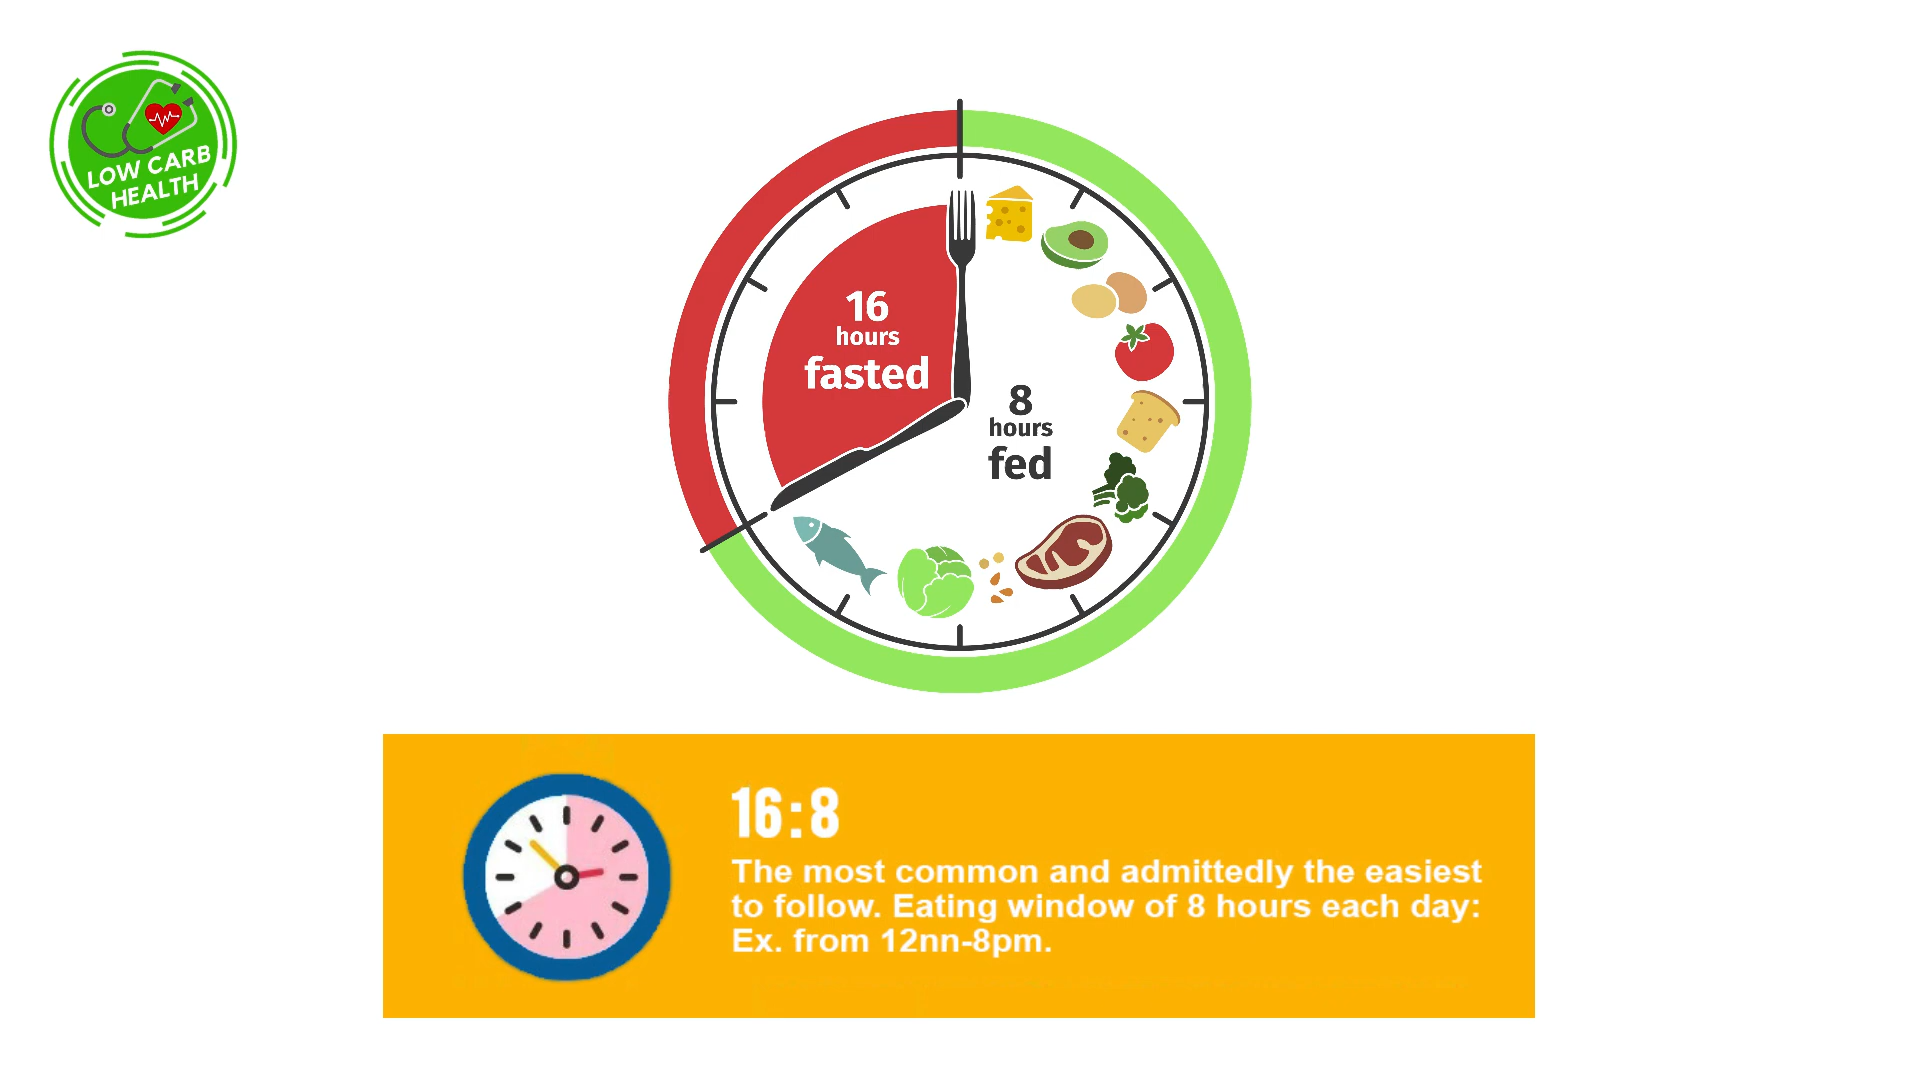 LOW CARB
HEALTH
16
hours
fasted
8
hours
fed
16:8
The most common and admittedly the easiest
to follow. Eating window of 8 hours each day:
Ex. from 12nn-8pm.